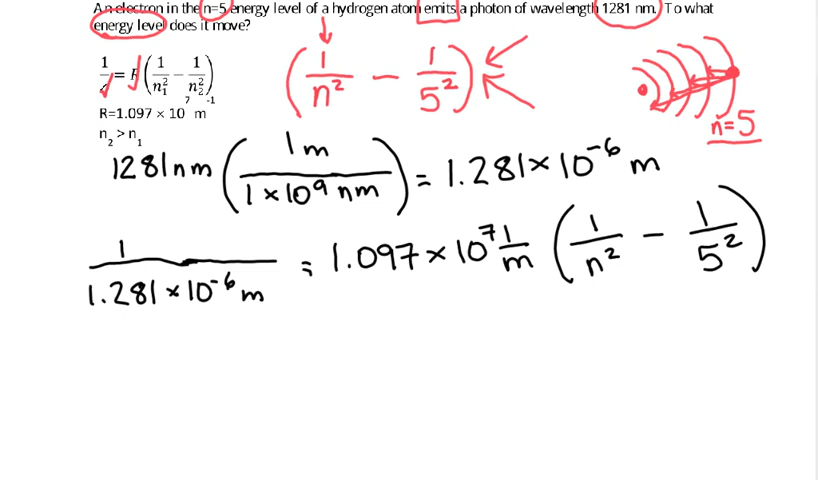 An electron in the n=5 energy level of a hydrogen atom emits a photon of wavelength 1281 nm. To what
energy level does it move?
1/λ = R (1/n₁² − 1/n₂²)
(1/n² − 1/5²)
R=1.097 × 10⁷ m⁻¹
n=5
n₂ > n₁
1281 nm (1m / 1 × 10⁹ nm) = 1.281 × 10⁻⁶ m
1 / 1.281 × 10⁻⁶ m = 1.097 × 10⁷ 1/m (1/n² − 1/5²)